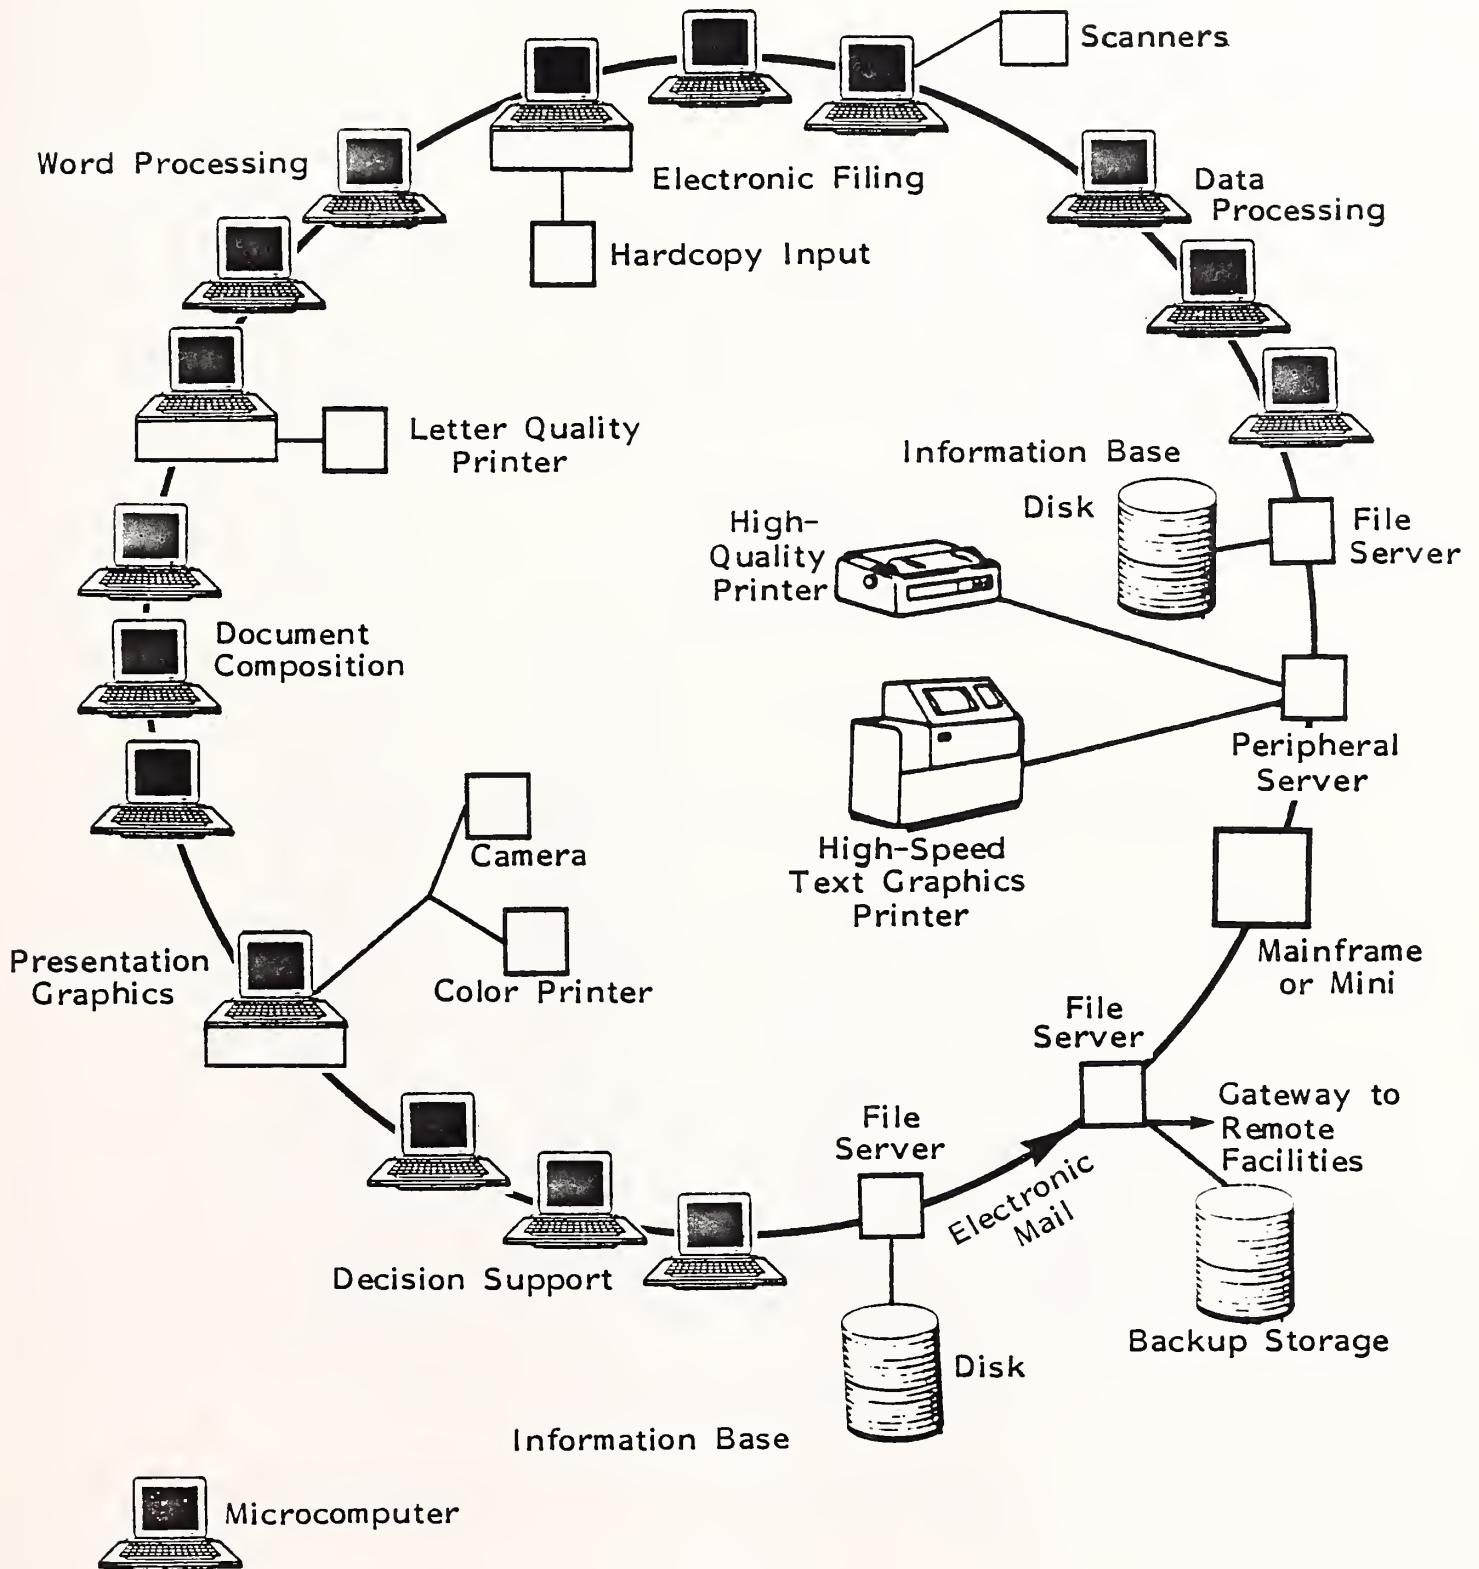 Scanners
Word Processing
Electronic Filing
Data
Processing
Hardcopy Input
Letter Quality
Printer
Information Base
Disk
File
Server
High-
Quality
Printer
Document
Composition
Peripheral
Server
High-Speed
Text Graphics
Printer
Camera
Color Printer
Presentation
Graphics
Mainframe
or Mini
File
Server
Gateway to
Remote
Facilities
File
Server
Electronic
Mail
Decision Support
Backup Storage
Disk
Information Base
Microcomputer